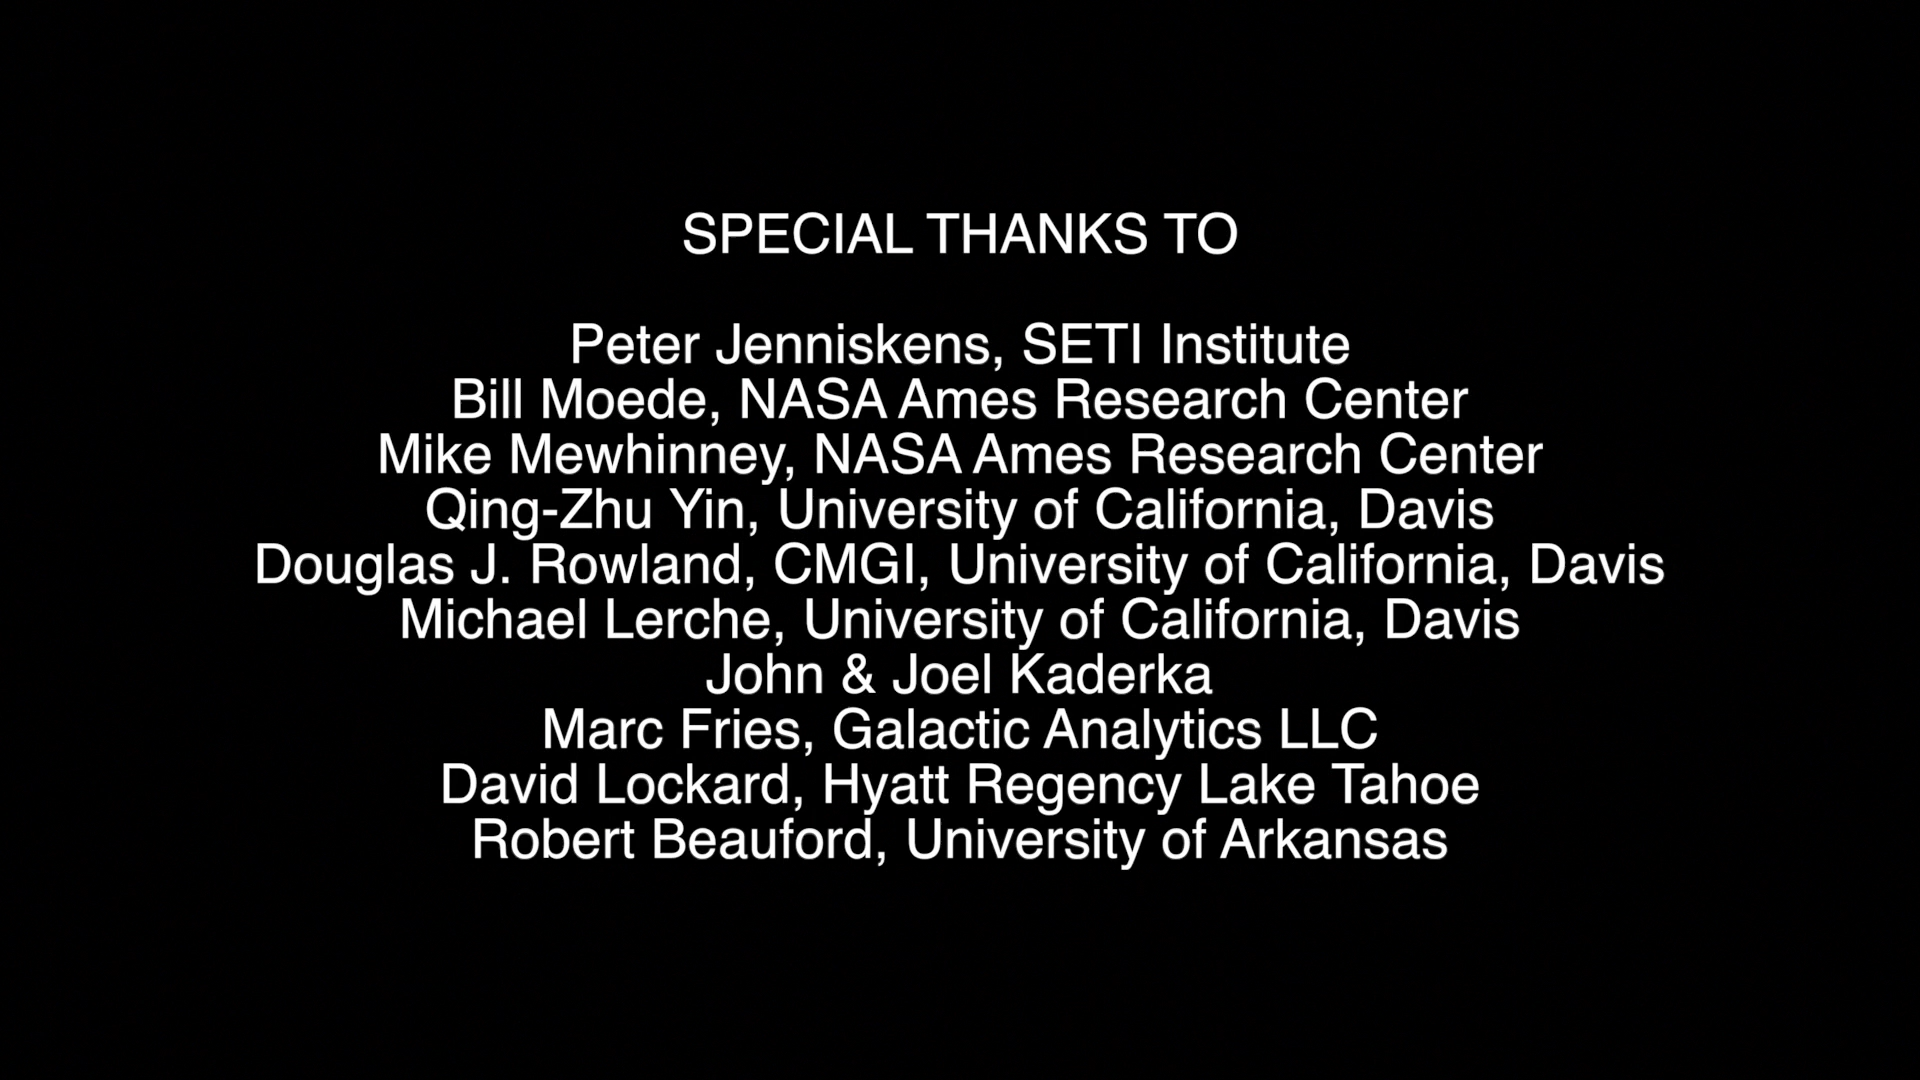 SPECIAL THANKS TO
Peter Jenniskens, SETI Institute
Bill Moede, NASA Ames Research Center
Mike Mewhinney, NASA Ames Research Center
Qing-Zhu Yin, University of California, Davis
Douglas J. Rowland, CMGI, University of California, Davis
Michael Lerche, University of California, Davis
John & Joel Kaderka
Marc Fries, Galactic Analytics LLC
David Lockard, Hyatt Regency Lake Tahoe
Robert Beauford, University of Arkansas